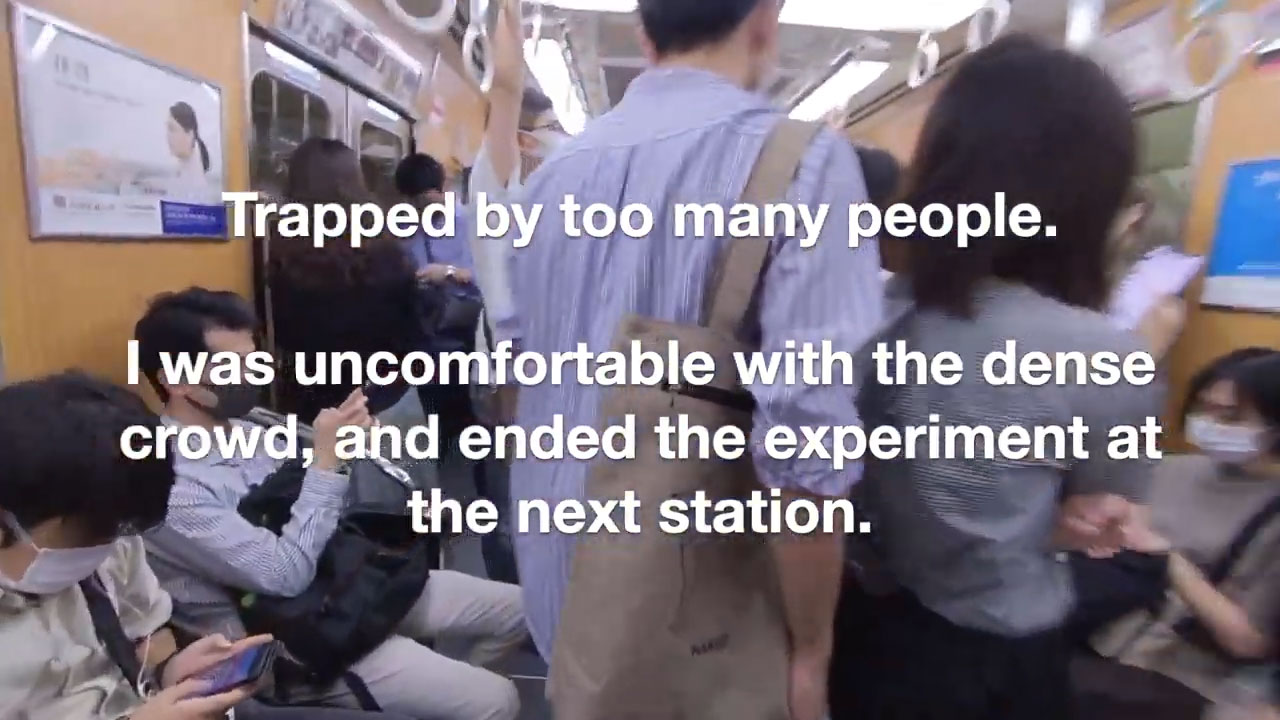 Trapped by too many people.
I was uncomfortable with the dense
crowd, and ended the experiment at
the next station.